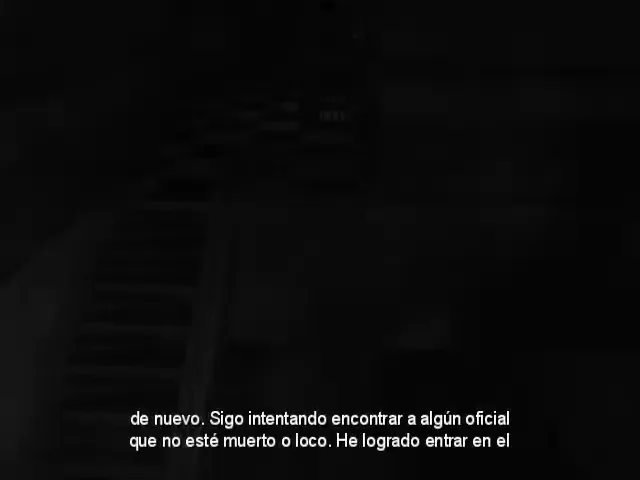 de nuevo. Sigo intentando encontrar a algún oficial
que no esté muerto o loco. He logrado entrar en el